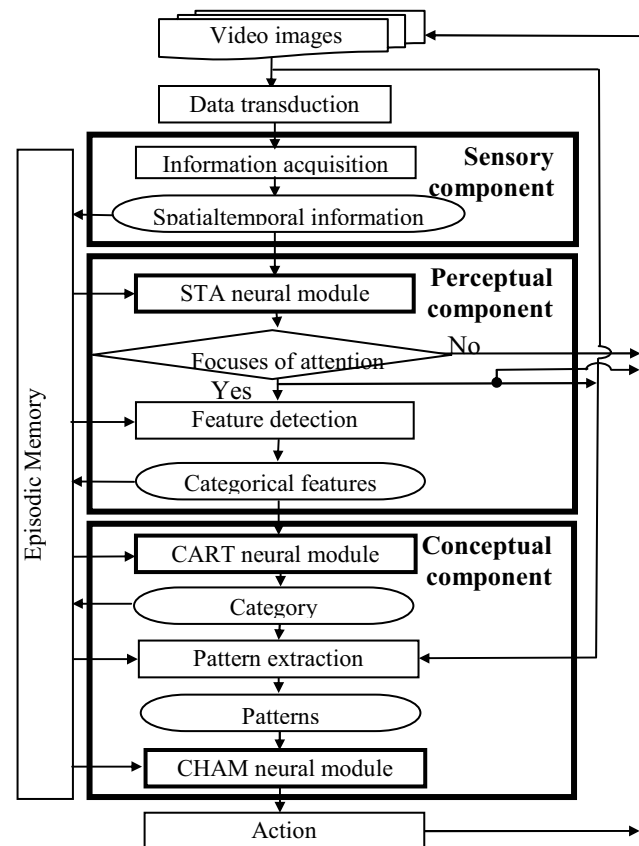 Video images
Data transduction
Information acquisition
Sensory
component
Spatialtemporal information
Episodic Memory
STA neural module
Perceptual
component
Focuses of attention
No
Yes
Feature detection
Categorical features
CART neural module
Conceptual
component
Category
Pattern extraction
Patterns
CHAM neural module
Action